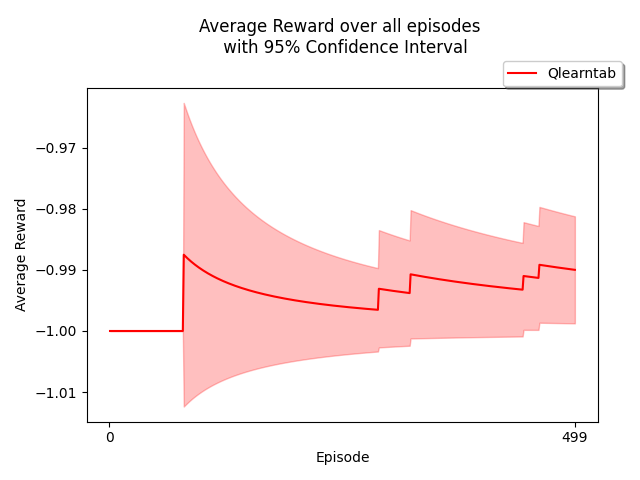 Average Reward over all episodes
with 95% Confidence Interval
Qlearntab
−0.97
−0.98
−0.99
−1.00
−1.01
Average Reward
0
499
Episode